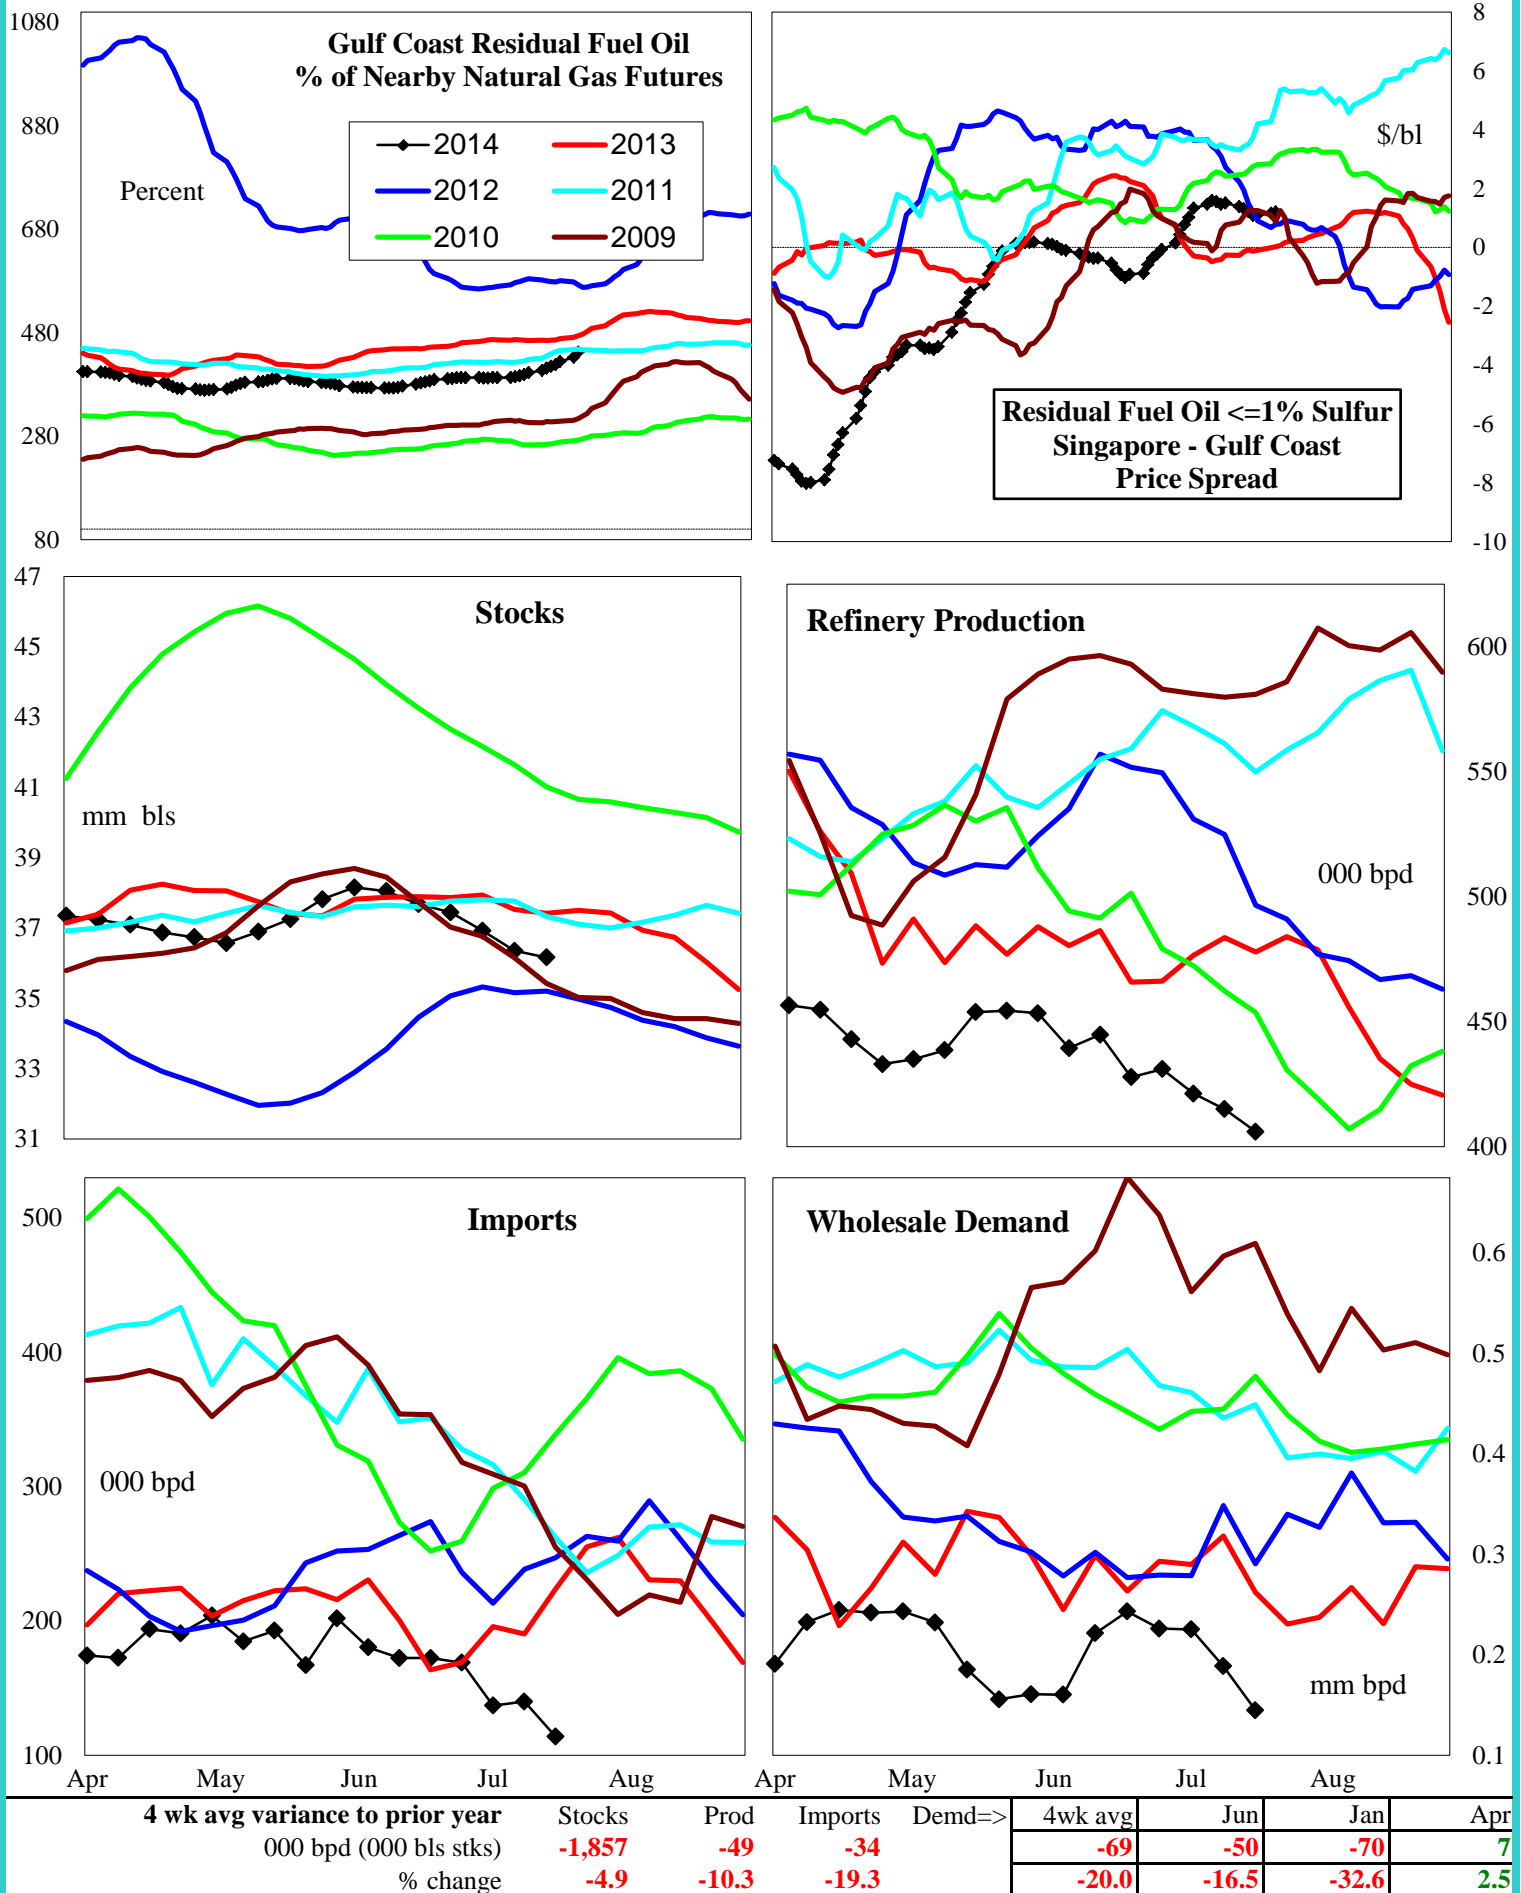 Gulf Coast Residual Fuel Oil
% of Nearby Natural Gas Futures
1080
880
680
480
280
80
Percent
2014
2013
2012
2011
2010
2009
8
6
4
2
0
-2
-4
-6
-8
-10
$/bl
Residual Fuel Oil <=1% Sulfur
Singapore - Gulf Coast
Price Spread
47
45
43
41
39
37
35
33
31
Stocks
mm bls
Refinery Production
600
550
500
450
400
000 bpd
500
400
300
200
100
Imports
000 bpd
Apr May Jun Jul Aug
Wholesale Demand
0.6
0.5
0.4
0.3
0.2
0.1
mm bpd
Apr May Jun Jul Aug
4 wk avg variance to prior year Stocks Prod Imports Demd=> 4wk avg Jun Jan Apr
000 bpd (000 bls stks) -1,857 -49 -34 -69 -50 -70 7
% change -4.9 -10.3 -19.3 -20.0 -16.5 -32.6 2.5